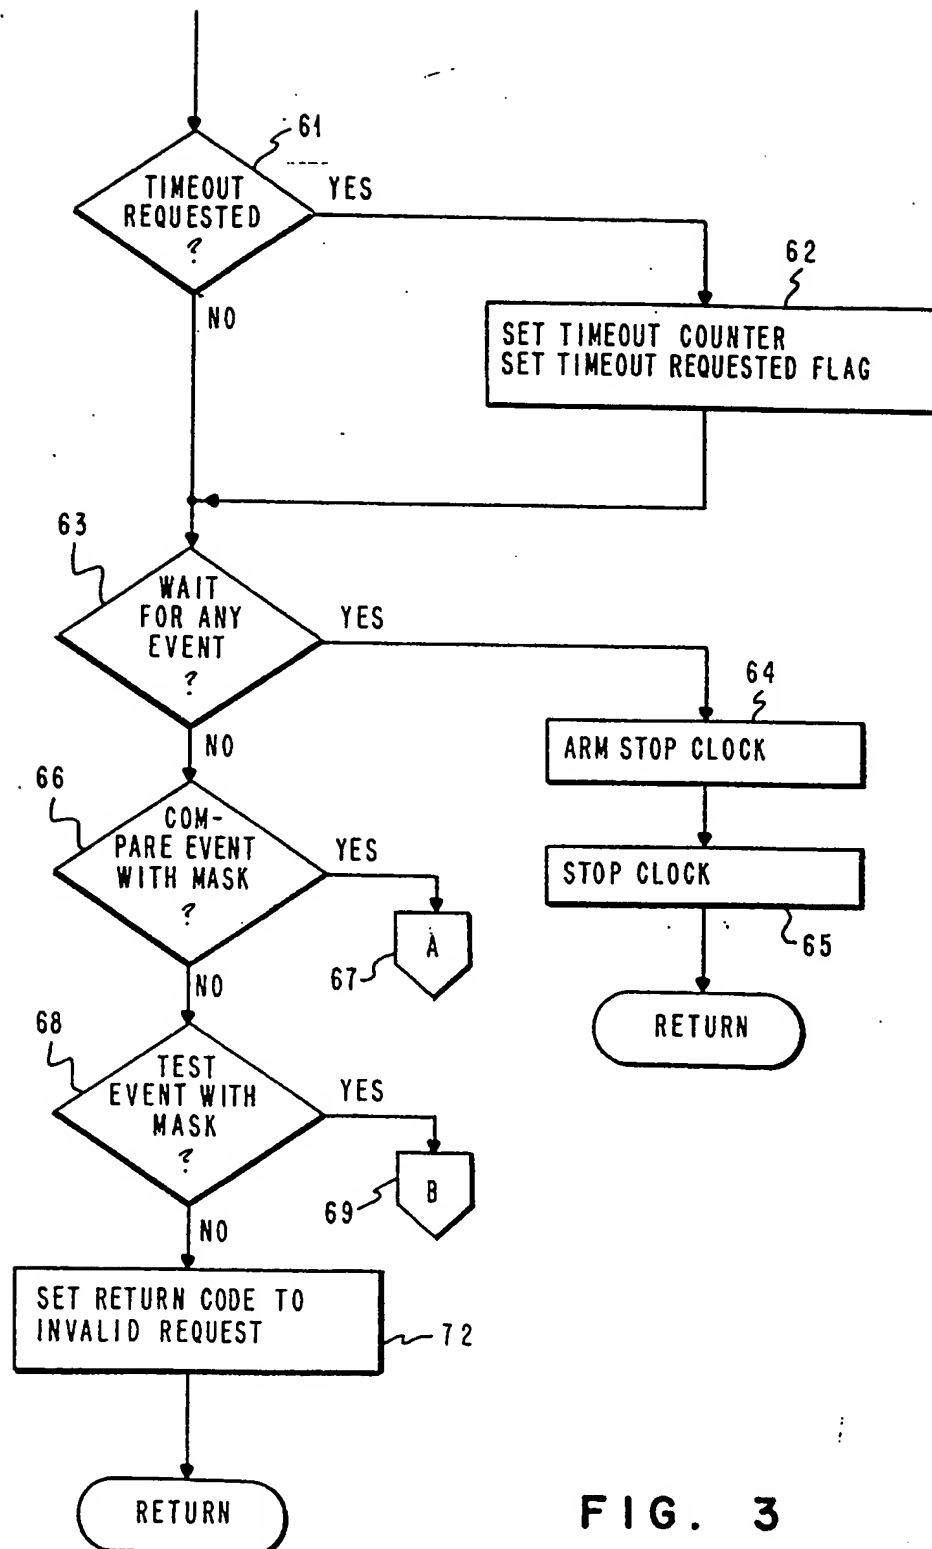 61
TIMEOUT
REQUESTED
?
YES
NO
62
SET TIMEOUT COUNTER
SET TIMEOUT REQUESTED FLAG
63
WAIT
FOR ANY
EVENT
?
YES
NO
64
ARM STOP CLOCK
STOP CLOCK
65
RETURN
66
COM-
PARE EVENT
WITH MASK
?
YES
NO
A
67
68
TEST
EVENT WITH
MASK
?
YES
NO
B
69
SET RETURN CODE TO
INVALID REQUEST
72
RETURN
FIG. 3